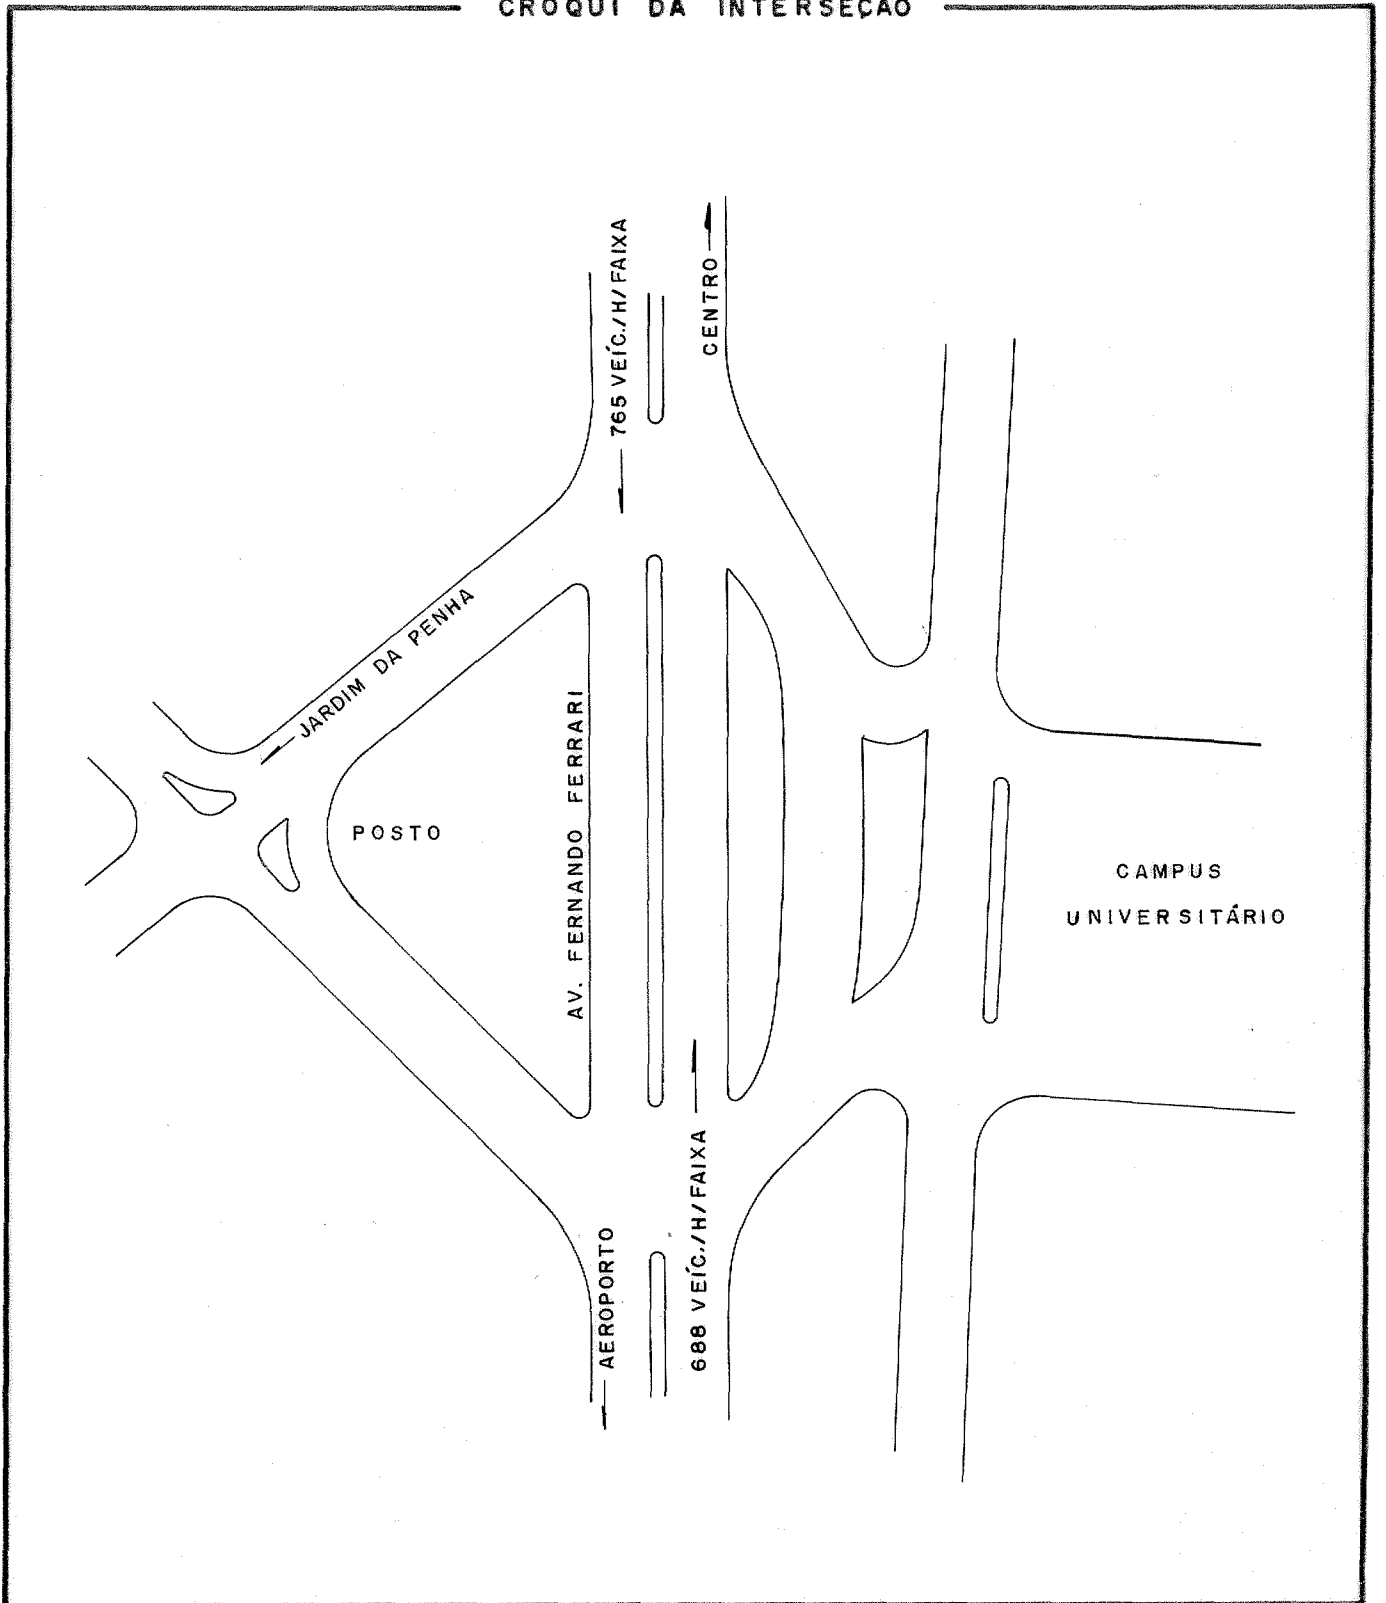 CROQUI DA INTERSEÇÃO
765 VEÍC./H/FAIXA
CENTRO
JARDIM DA PENHA
AV. FERNANDO FERRARI
POSTO
CAMPUS
UNIVERSITÁRIO
688 VEÍC./H/FAIXA
AEROPORTO